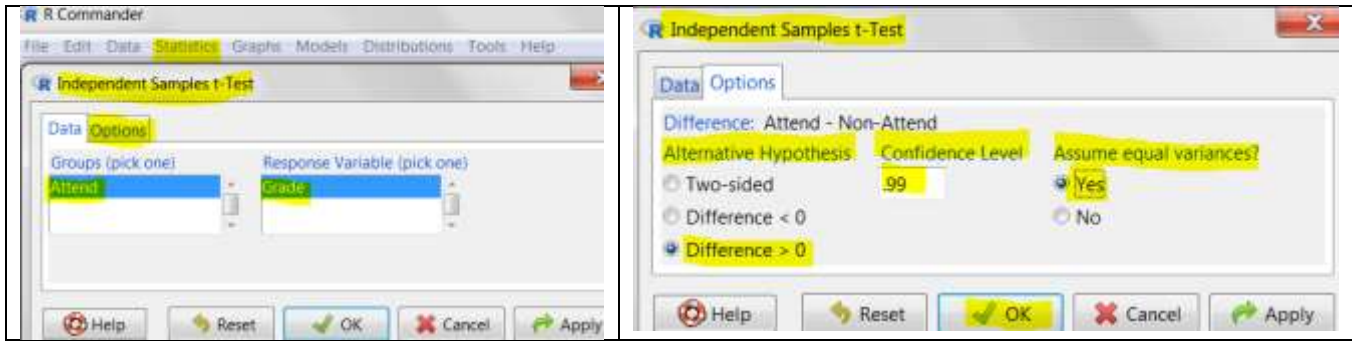 R Commander
File Edit Data Statistics Graphs Models Distributions Tools Help
Independent Samples t-Test
Data Options
Groups (pick one) Response Variable (pick one)
Attend Grade
Help Reset OK Cancel Apply
Independent Samples t-Test
Data Options
Difference: Attend - Non-Attend
Alternative Hypothesis Confidence Level Assume equal variances?
Two-sided .99 Yes
Difference < 0 No
Difference > 0
Help Reset OK Cancel Apply